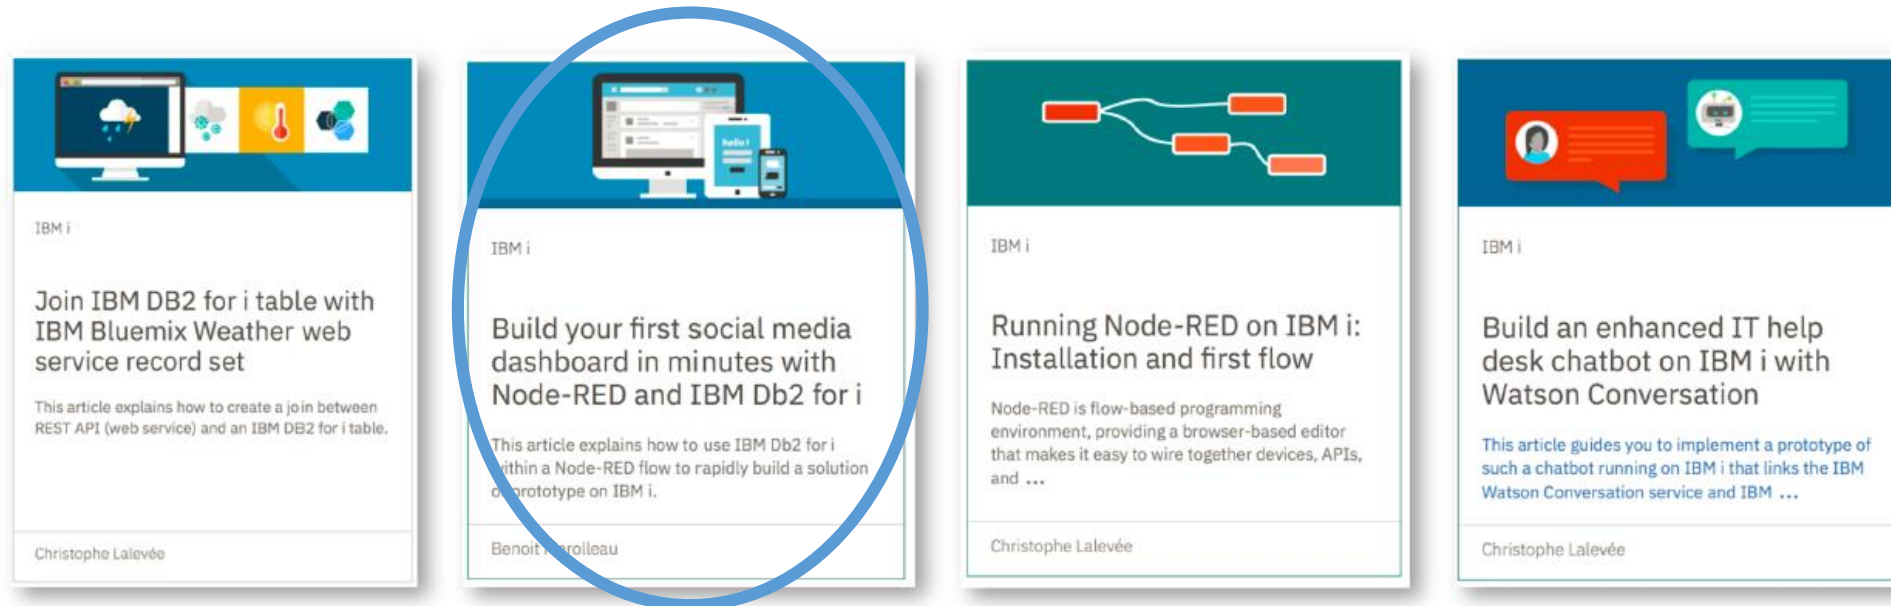 IBM i
Join IBM DB2 for i table with
IBM Bluemix Weather web
service record set
This article explains how to create a join between
REST API (web service) and an IBM DB2 for i table.
Christophe Lalevée
hello !
IBM i
Build your first social media
dashboard in minutes with
Node-RED and IBM Db2 for i
This article explains how to use IBM Db2 for i
within a Node-RED flow to rapidly build a solution
prototype on IBM i.
Benoit
IBM i
Running Node-RED on IBM i:
Installation and first flow
Node-RED is flow-based programming
environment, providing a browser-based editor
that makes it easy to wire together devices, APIs,
and ...
Christophe Lalevée
IBM i
Build an enhanced IT help
desk chatbot on IBM i with
Watson Conversation
This article guides you to implement a prototype of
such a chatbot running on IBM i that links the IBM
Watson Conversation service and IBM ...
Christophe Lalevée